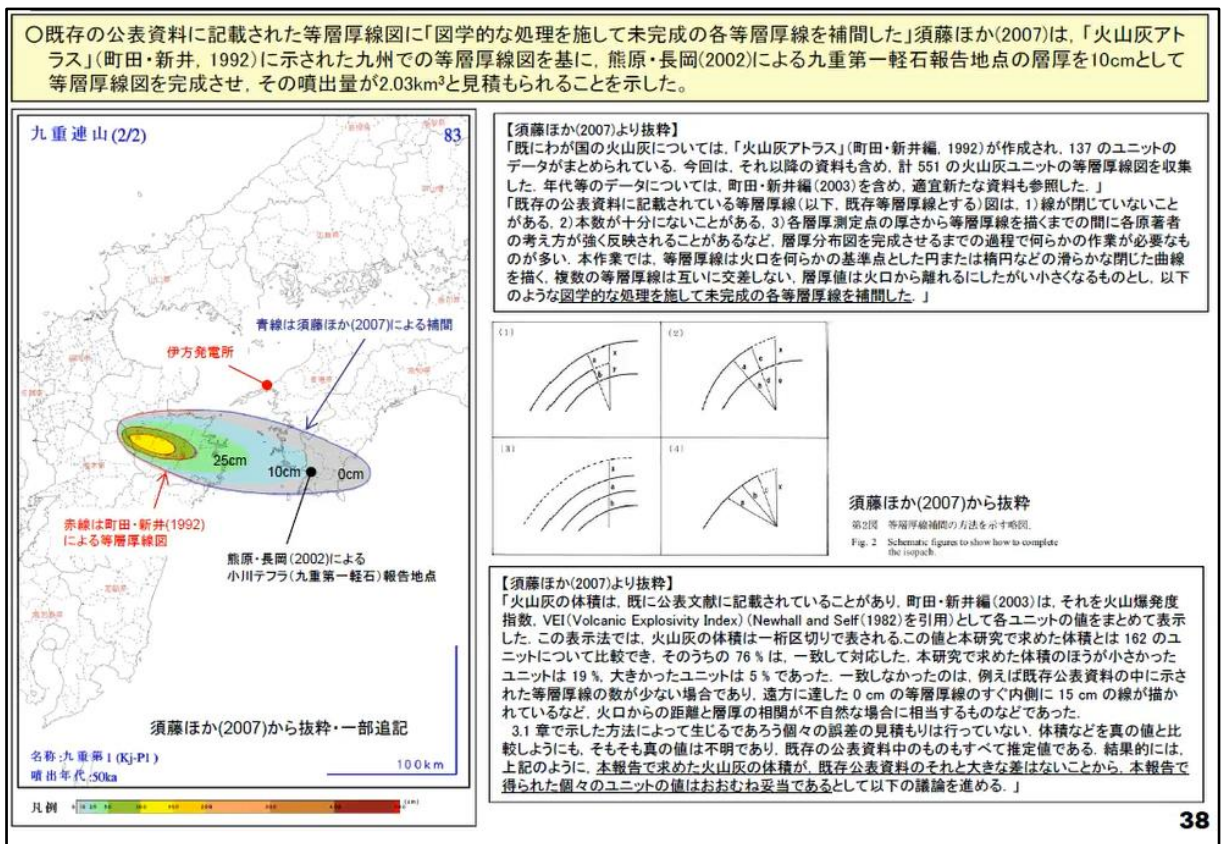 〇既存の公表資料に記載された等層厚線図に「図学的な処理を施して未完成の各等層厚線を補間した」須藤ほか(2007)は，「火山灰アト
ラス」(町田・新井，1992)に示された九州での等層厚線図を基に，熊原・長岡(2002)による九重第一軽石報告地点の層厚を10cmとして
等層厚線図を完成させ，その噴出量が2.03km³と見積もられることを示した。
九重連山(2/2)
83
青線は須藤ほか(2007)による補間
伊方発電所
25cm
10cm
0cm
赤線は町田・新井(1992)
による等層厚線図
熊原・長岡(2002)による
小川テフラ(九重第一軽石)報告地点
須藤ほか(2007)から抜粋・一部追記
名称:九重第1(Kj-P1)
噴出年代:50ka
100km
凡例
【須藤ほか(2007)より抜粋】
「既にわが国の火山灰については，「火山灰アトラス」(町田・新井編，1992)が作成され，137 のユニットの
データがまとめられている．今回は，それ以降の資料も含め，計 551 の火山灰ユニットの等層厚線図を収集
した．年代等のデータについては，町田・新井編(2003)を含め，適宜新たな資料も参照した．」
「既存の公表資料に記載されている等層厚線(以下，既存等層厚線とする)図は，1)線が閉じていないこと
がある，2)本数が十分にないことがある，3)各層厚測定点の厚さから等層厚線を描くまでの間に各原著者
の考え方が強く反映されることがあるなど，層厚分布図を完成させるまでの過程で何らかの作業が必要なも
のが多い．本作業では，等層厚線は火口を何らかの基準点とした円または楕円などの滑らかな閉じた曲線
を描く，複数の等層厚線は互いに交差しない，層厚値は火口から離れるにしたがい小さくなるものとし，以下
のような図学的な処理を施して未完成の各等層厚線を補間した．」
(1)
(2)
(3)
(4)
須藤ほか(2007)から抜粋
第2図　等層厚線補間の方法を示す略図．
Fig. 2　Schematic figures to show how to complete
the isopach.
【須藤ほか(2007)より抜粋】
「火山灰の体積は，既に公表文献に記載されていることがあり，町田・新井編(2003)は，それを火山爆発度
指数，VEI(Volcanic Explosivity Index)(Newhall and Self(1982)を引用)として各ユニットの値をまとめて表示
した．この表示法では，火山灰の体積は一桁区切りで表される.この値と本研究で求めた体積とは 162 のユ
ニットについて比較でき，そのうちの 76 % は，一致して対応した．本研究で求めた体積のほうが小さかった
ユニットは 19 %，大きかったユニットは 5 % であった．一致しなかったのは，例えば既存公表資料の中に示さ
れた等層厚線の数が少ない場合であり，遠方に達した 0 cm の等層厚線のすぐ内側に 15 cm の線が描か
れているなど，火口からの距離と層厚の相関が不自然な場合に相当するものなどであった．
3.1 章で示した方法によって生じるであろう個々の誤差の見積もりは行っていない．体積などを真の値と比
較しようにも，そもそも真の値は不明であり，既存の公表資料中のものもすべて推定値である．結果的には，
上記のように，本報告で求めた火山灰の体積が，既存公表資料のそれと大きな差はないことから，本報告で
得られた個々のユニットの値はおおむね妥当であるとして以下の議論を進める．」
38